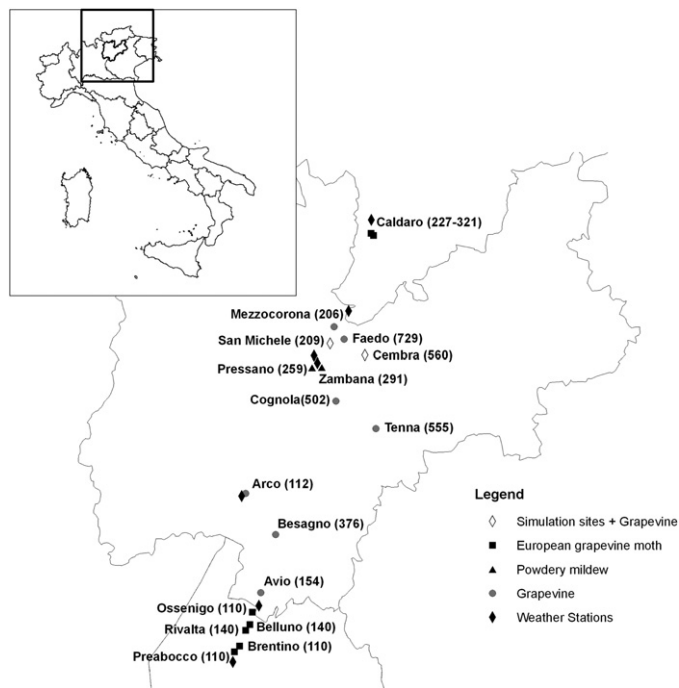 Caldaro (227-321)
Mezzocorona (206)
San Michele (209)
Faedo (729)
Cembra (560)
Pressano (259)
Zambana (291)
Cognola(502)
Tenna (555)
Arco (112)
Besagno (376)
Avio (154)
Ossenigo (110)
Rivalta (140)
Belluno (140)
Brentino (110)
Preabocco (110)
Legend
Simulation sites + Grapevine
European grapevine moth
Powdery mildew
Grapevine
Weather Stations